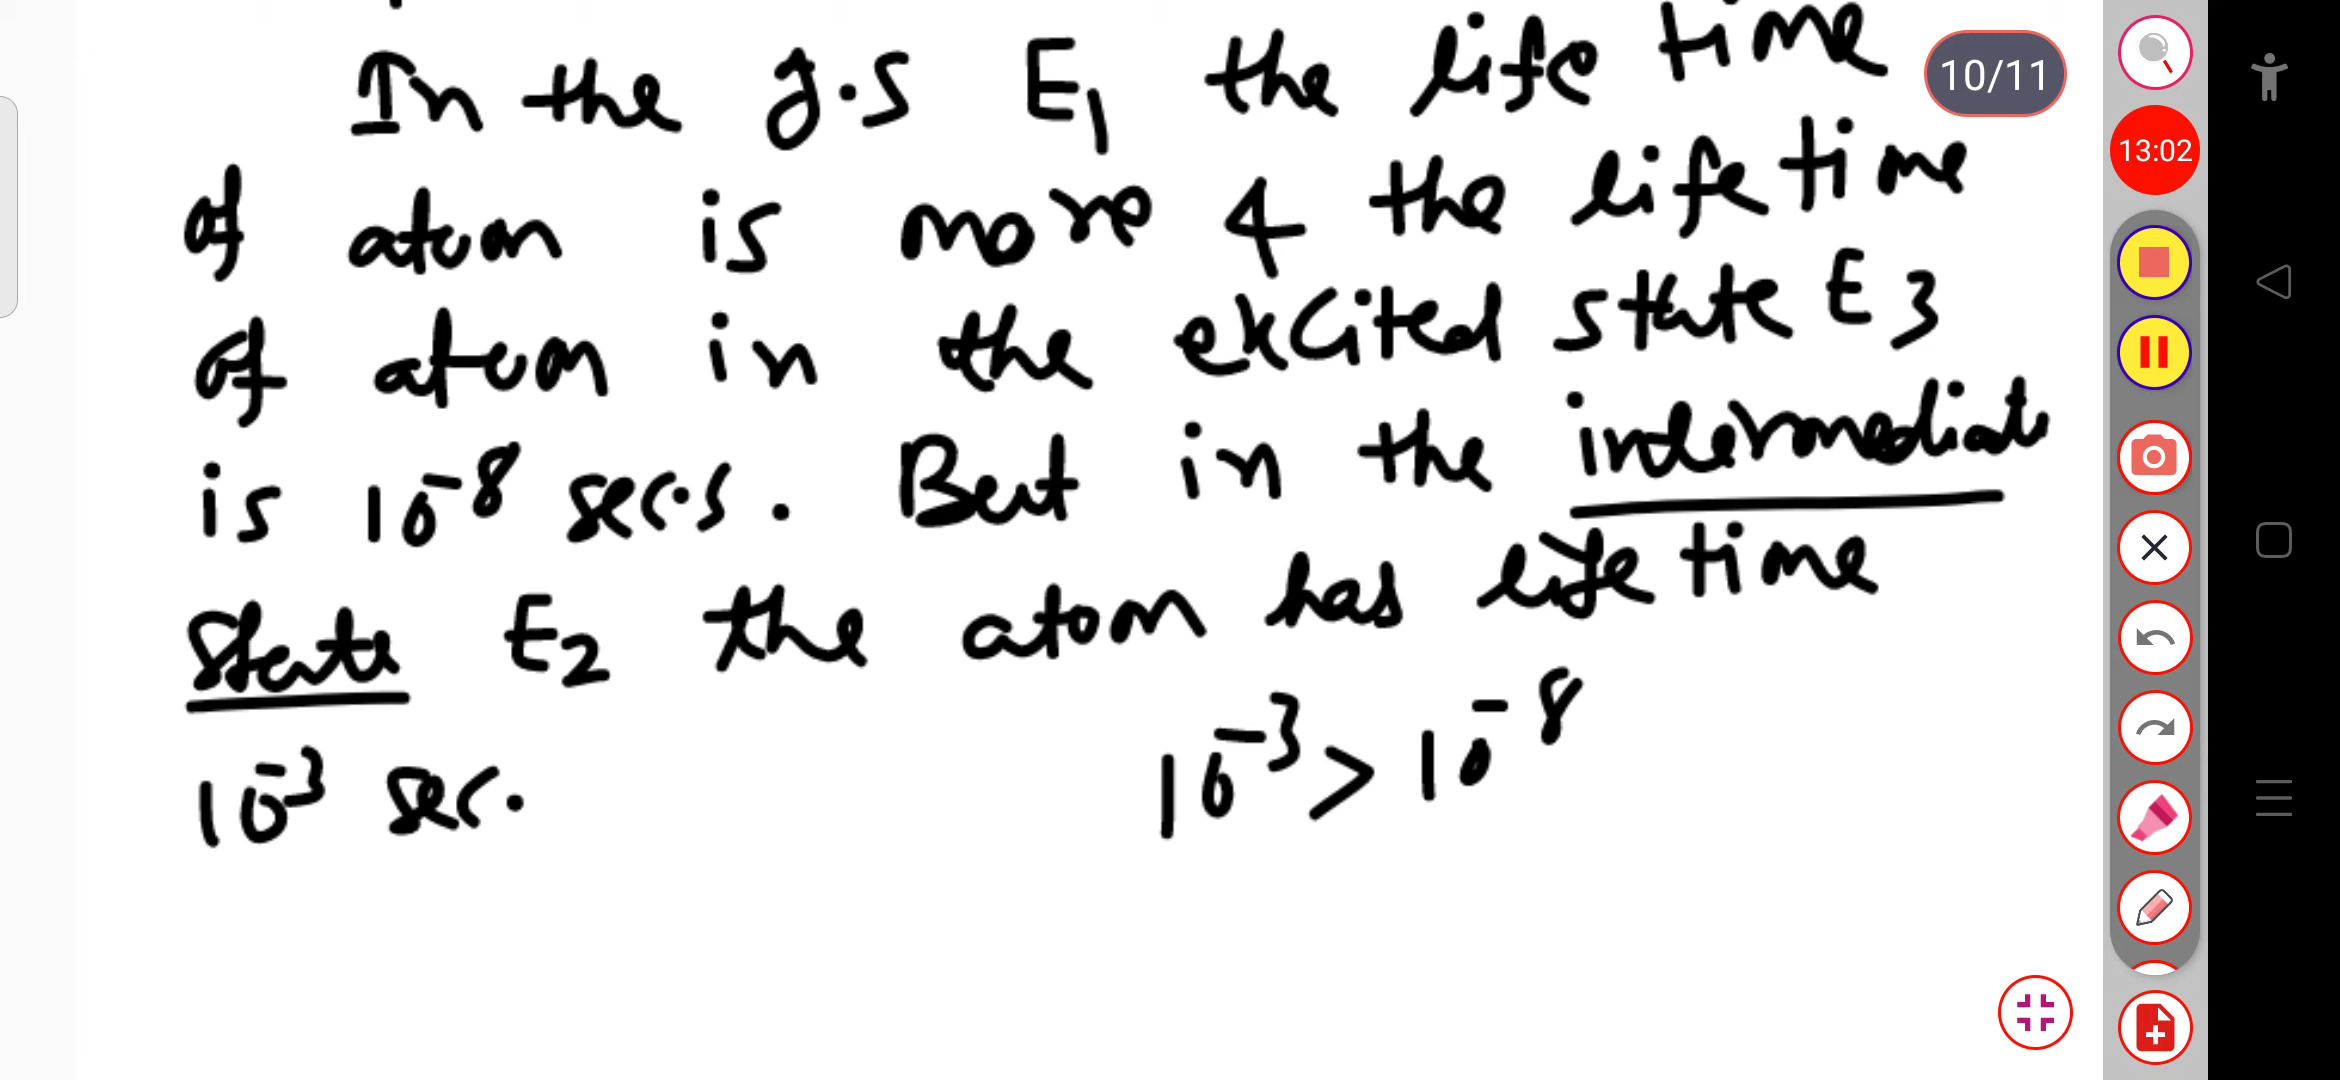 In the g.s E₁ the life time
10/11
13:02
of atom is more & the life time
of atom in the excited state E3
is 10⁻⁸ secs. But in the intermediate
state E₂ the atom has life time
10⁻³ sec. 10⁻³ > 10⁻⁸